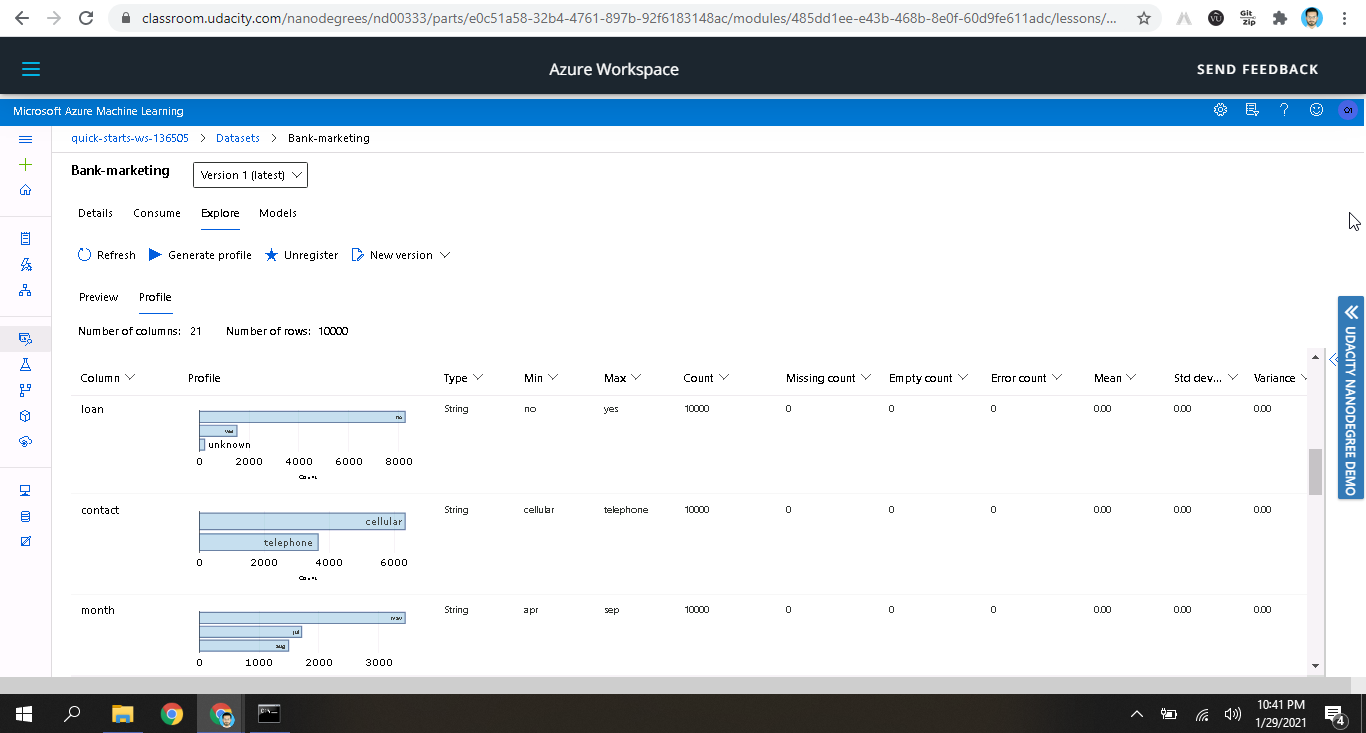 classroom.udacity.com/nanodegrees/nd00333/parts/e0c51a58-32b4-4761-897b-92f6183148ac/modules/485dd1ee-e43b-468b-8e0f-60d9fe611adc/lessons/...
Git Zip
Azure Workspace
SEND FEEDBACK
Microsoft Azure Machine Learning
quick-starts-ws-136505 > Datasets > Bank-marketing
Bank-marketing
Version 1 (latest)
Details Consume Explore Models
Refresh Generate profile Unregister New version
Preview Profile
Number of columns: 21 Number of rows: 10000
UDACITY NANODEGREE DEMO
Column Profile Type Min Max Count Missing count Empty count Error count Mean Std dev... Variance
loan String no yes 10000 0 0 0 0.00 0.00 0.00
no
yes
unknown
0 2000 4000 6000 8000
Count
contact String cellular telephone 10000 0 0 0 0.00 0.00 0.00
cellular
telephone
0 2000 4000 6000
Count
month String apr sep 10000 0 0 0 0.00 0.00 0.00
may
jul
aug
0 1000 2000 3000
10:41 PM
1/29/2021
4